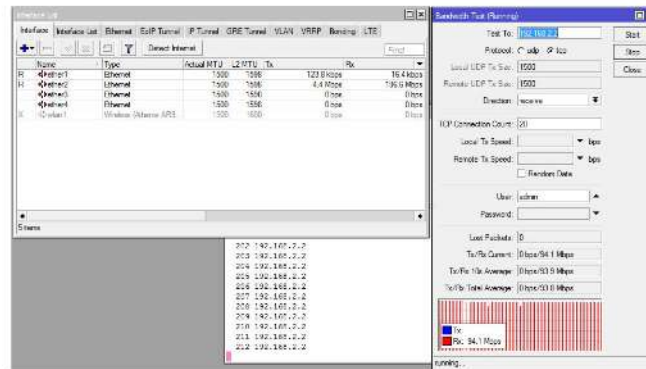 Interface List
Interface Interface List Ethernet EoIP Tunnel IP Tunnel GRE Tunnel VLAN VRRP Bonding LTE
Detect Internet
Find
Name Type Actual MTU L2 MTU Tx Rx
R ether1 Ethernet 1500 1598 123.8 kbps 16.4 kbps
R ether2 Ethernet 1500 1598 4.4 Mbps 196.6 Mbps
ether3 Ethernet 1500 1598 0 bps 0 bps
ether4 Ethernet 1500 1598 0 bps 0 bps
X wlan1 Wireless (Atheros AR9... 1500 1600 0 bps 0 bps
5 items
202 192.168.2.2
203 192.168.2.2
204 192.168.2.2
205 192.168.2.2
206 192.168.2.2
207 192.168.2.2
208 192.168.2.2
209 192.168.2.2
210 192.168.2.2
211 192.168.2.2
212 192.168.2.2
Bandwidth Test (Running)
Test To: 192.168.2.2
Start
Protocol: udp tcp
Stop
Local UDP Tx Size: 1500
Close
Remote UDP Tx Size: 1500
Direction: receive
TCP Connection Count: 20
Local Tx Speed: bps
Remote Tx Speed: bps
Random Data
User: admin
Password:
Lost Packets: 0
Tx/Rx Current: 0 bps/94.1 Mbps
Tx/Rx 10s Average: 0 bps/93.9 Mbps
Tx/Rx Total Average: 0 bps/93.8 Mbps
Tx:
Rx: 94.1 Mbps
running...